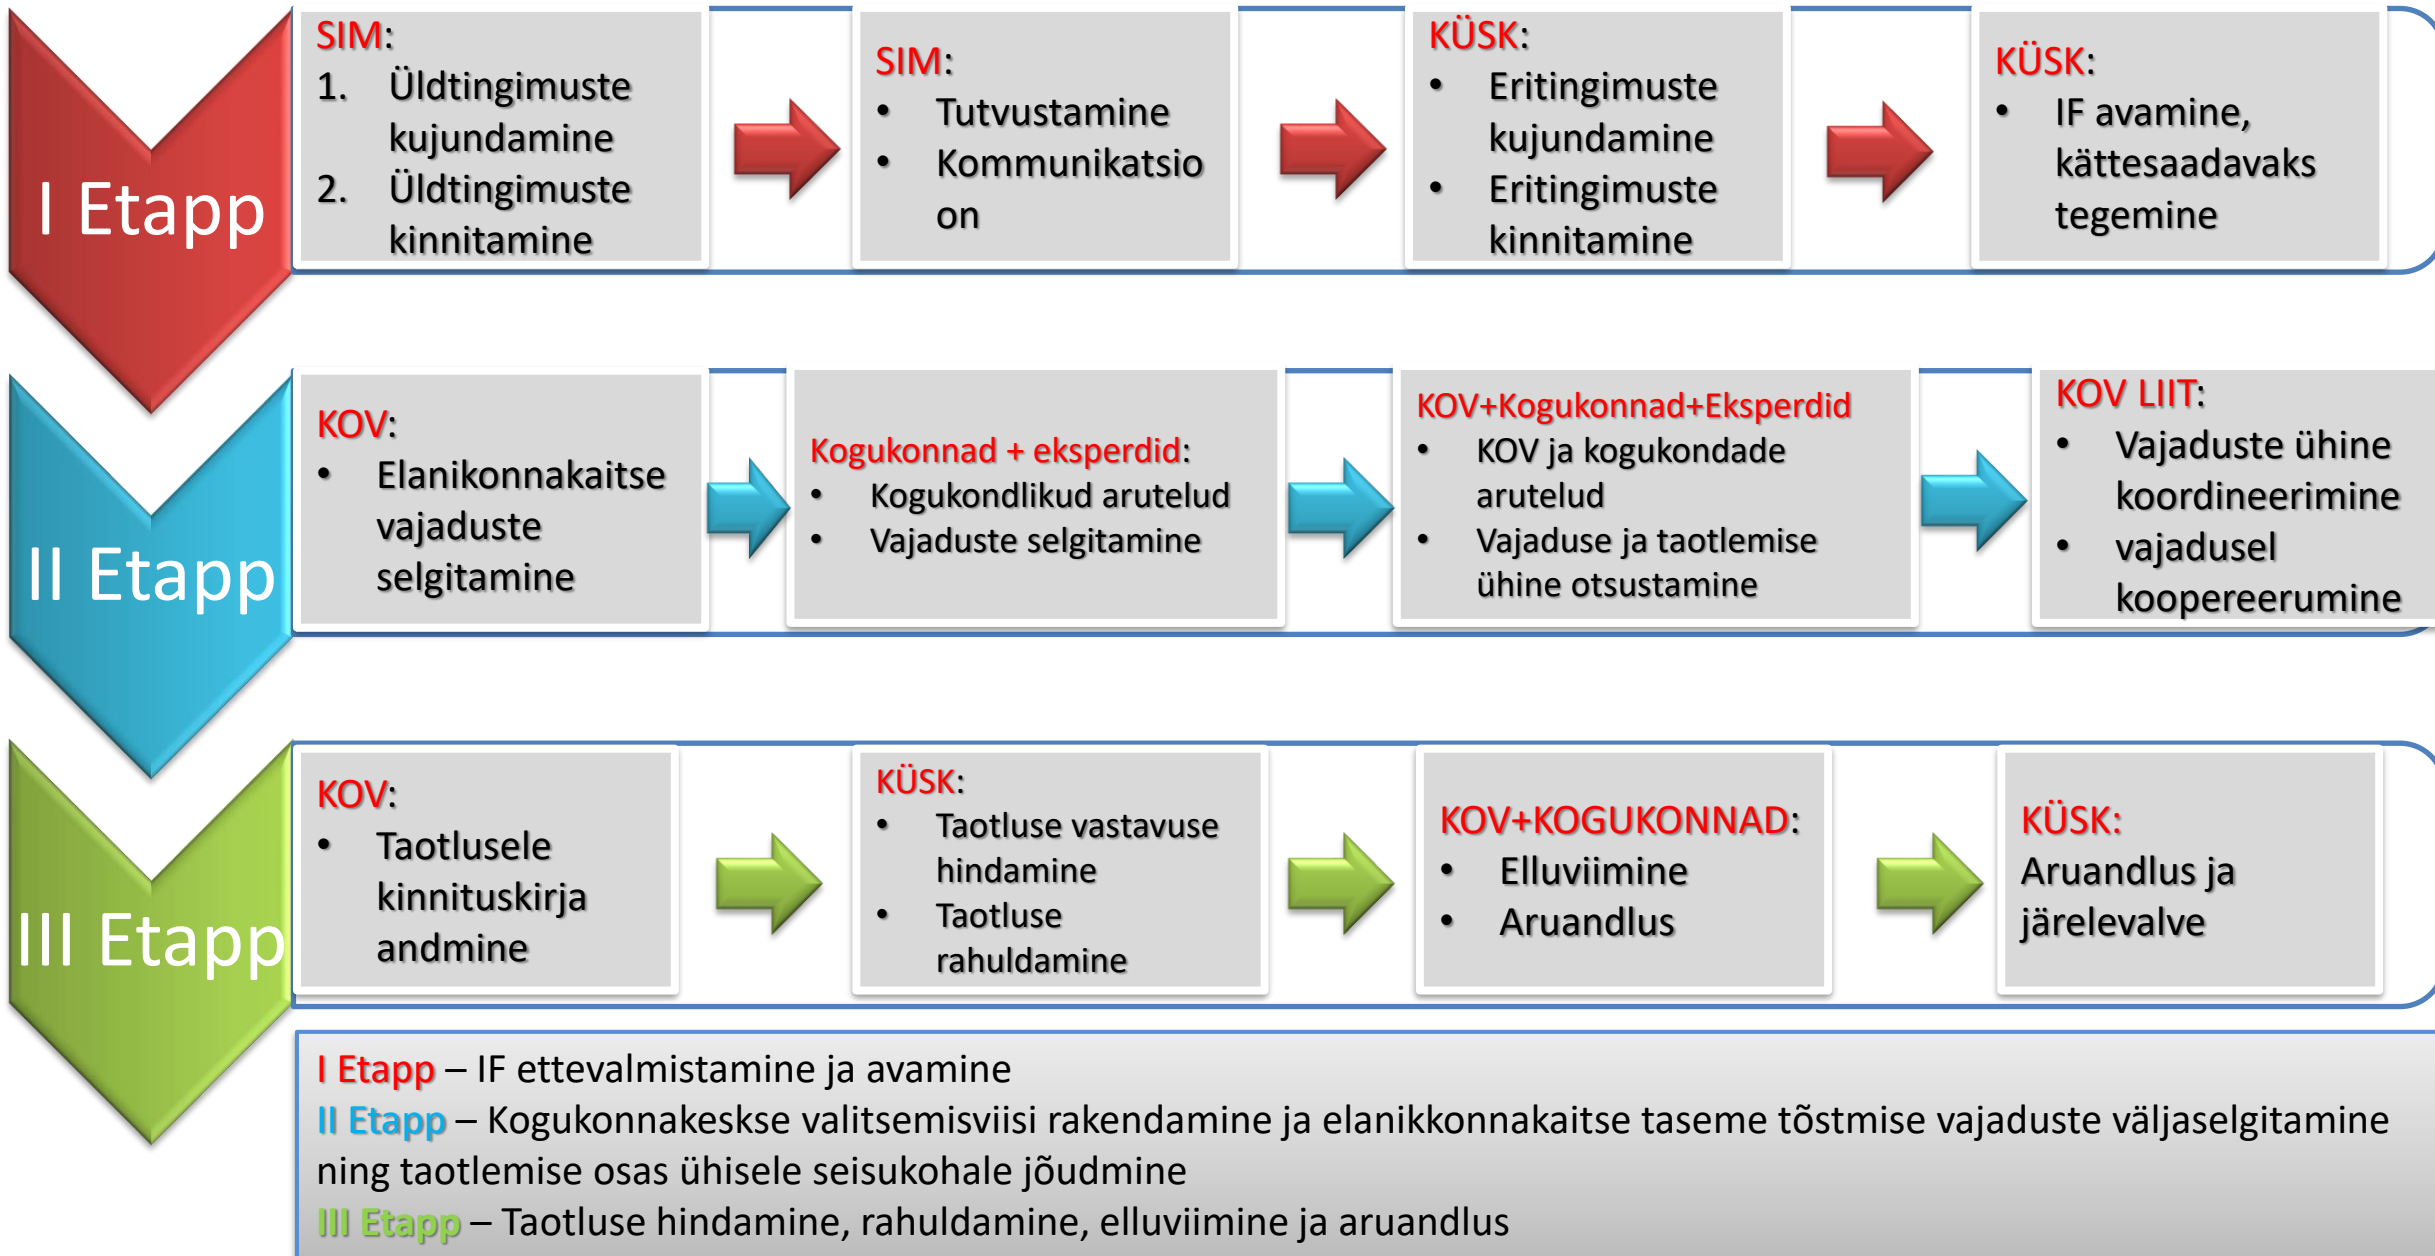 I Etapp
SIM:
1. Üldtingimuste
kujundamine
2. Üldtingimuste
kinnitamine
SIM:
• Tutvustamine
• Kommunikatsio
on
KÜSK:
• Eritingimuste
kujundamine
• Eritingimuste
kinnitamine
KÜSK:
• IF avamine,
kättesaadavaks
tegemine
II Etapp
KOV:
• Elanikonnakaitse
vajaduste
selgitamine
Kogukonnad + eksperdid:
• Kogukondlikud arutelud
• Vajaduste selgitamine
KOV+Kogukonnad+Eksperdid
• KOV ja kogukondade
arutelud
• Vajaduse ja taotlemise
ühine otsustamine
KOV LIIT:
• Vajaduste ühine
koordineerimine
• vajadusel
koopereerumine
III Etapp
KOV:
• Taotlusele
kinnituskirja
andmine
KÜSK:
• Taotluse vastavuse
hindamine
• Taotluse
rahuldamine
KOV+KOGUKONNAD:
• Elluviimine
• Aruandlus
KÜSK:
Aruandlus ja
järelevalve
I Etapp – IF ettevalmistamine ja avamine
II Etapp – Kogukonnakeskse valitsemisviisi rakendamine ja elanikkonnakaitse taseme tõstmise vajaduste väljaselgitamine
ning taotlemise osas ühisele seisukohale jõudmine
III Etapp – Taotluse hindamine, rahuldamine, elluviimine ja aruandlus